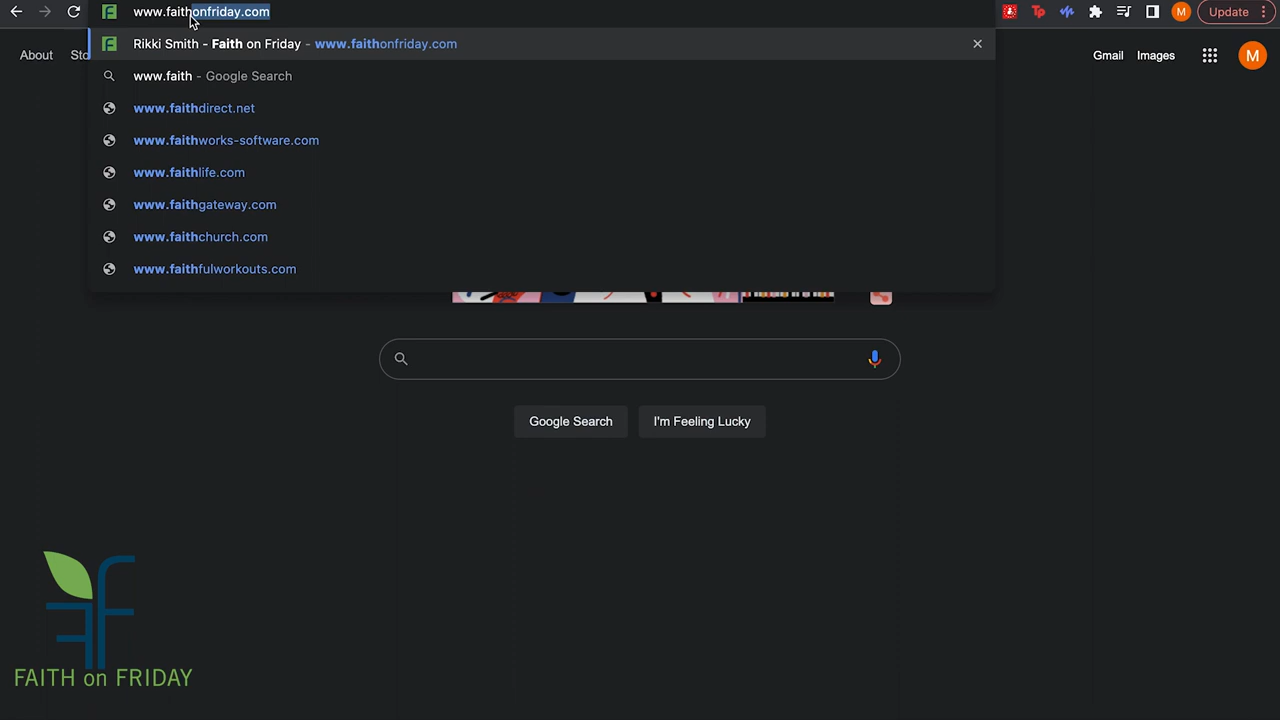 www.faithonfriday.com
Update
Rikki Smith - Faith on Friday - www.faithonfriday.com
About Sto
Gmail Images
M
M
www.faith - Google Search
www.faithdirect.net
www.faithworks-software.com
www.faithlife.com
www.faithgateway.com
www.faithchurch.com
www.faithfulworkouts.com
Google Search I'm Feeling Lucky
FAITH on FRIDAY